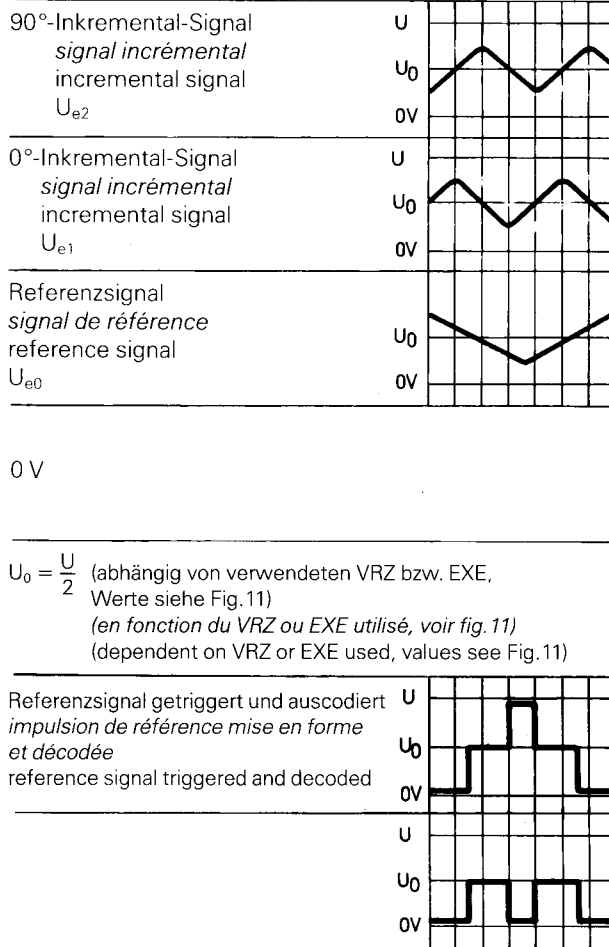 90°-Inkremental-Signal
signal incrémental
incremental signal
Ue2
U
U0
0V
0°-Inkremental-Signal
signal incrémental
incremental signal
Ue1
U
U0
0V
Referenzsignal
signal de référence
reference signal
Ue0
U0
0V
0 V
U0 = U/2 (abhängig von verwendeten VRZ bzw. EXE,
Werte siehe Fig. 11)
(en fonction du VRZ ou EXE utilisé, voir fig. 11)
(dependent on VRZ or EXE used, values see Fig. 11)
Referenzsignal getriggert und auscodiert
impulsion de référence mise en forme
et décodée
reference signal triggered and decoded
U
U0
0V
U
U0
0V